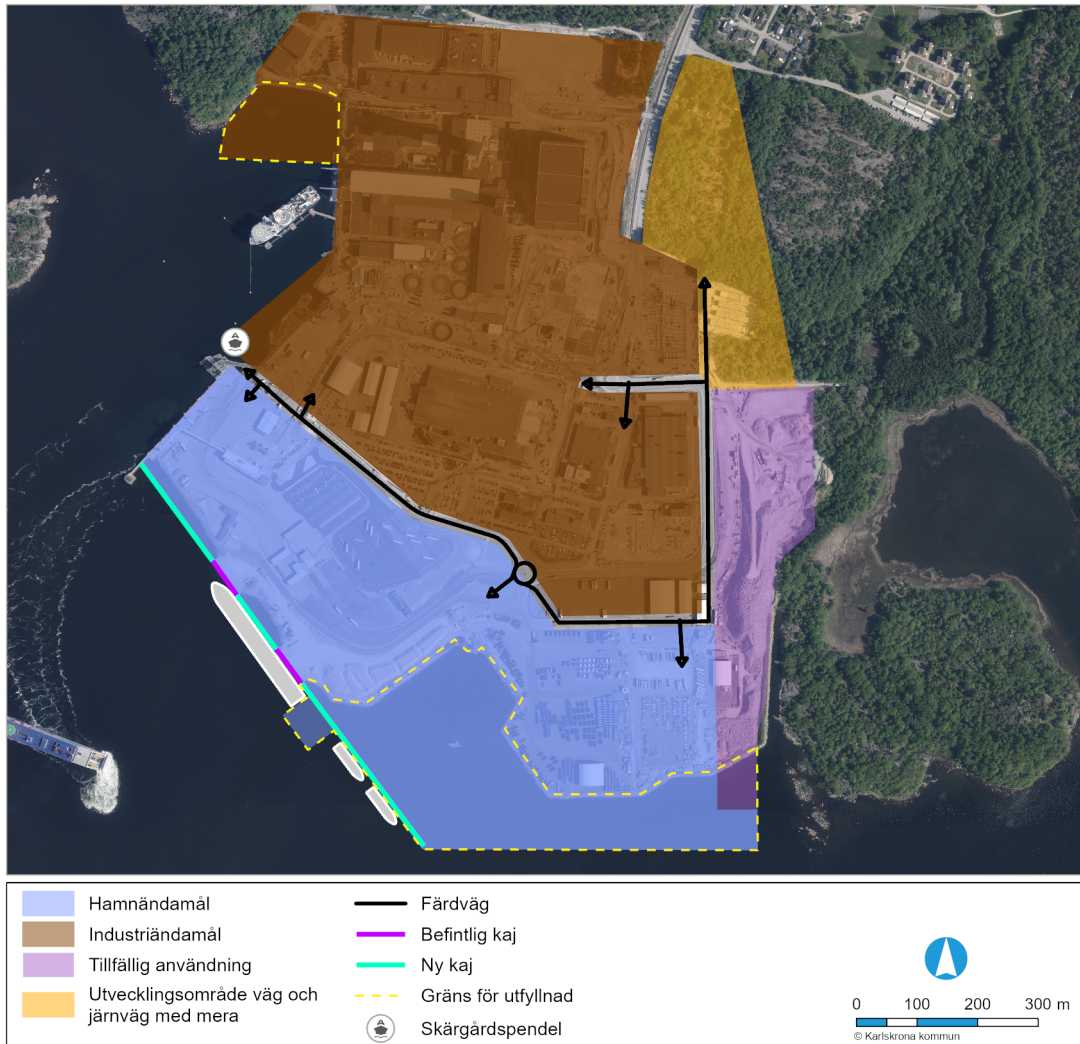 Hamnändamål
Industriändamål
Tillfällig användning
Utvecklingsområde väg och
järnväg med mera
Färdväg
Befintlig kaj
Ny kaj
Gräns för utfyllnad
Skärgårdspendel
0 100 200 300 m
© Karlskrona kommun